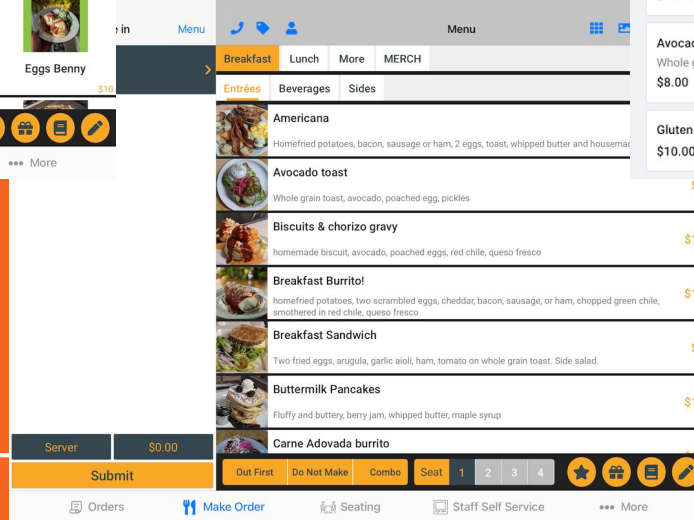 e in
Menu
Menu
Eggs Benny
$10
More
Avocad
Whole g
$8.00
Gluten
$10.00
Breakfast Lunch More MERCH
Entrées Beverages Sides
Americana
Homefried potatoes, bacon, sausage or ham, 2 eggs, toast, whipped butter and housemac
Avocado toast
Whole grain toast, avocado, poached egg, pickles
$
Biscuits & chorizo gravy
homemade biscuit, avocado, poached eggs, red chile, queso fresco
$1
Breakfast Burrito!
homefried potatoes, two scrambled eggs, cheddar, bacon, sausage, or ham, chopped green chile,
smothered in red chile, queso fresco
$1
Breakfast Sandwich
Two fried eggs, arugula, garlic aioli, ham, tomato on whole grain toast. Side salad.
$
Buttermilk Pancakes
Fluffy and buttery, berry jam, whipped butter, maple syrup
$1
Carne Adovada burrito
Server $0.00
Submit
Out First Do Not Make Combo Seat 1 2 3 4
Orders Make Order Seating Staff Self Service More